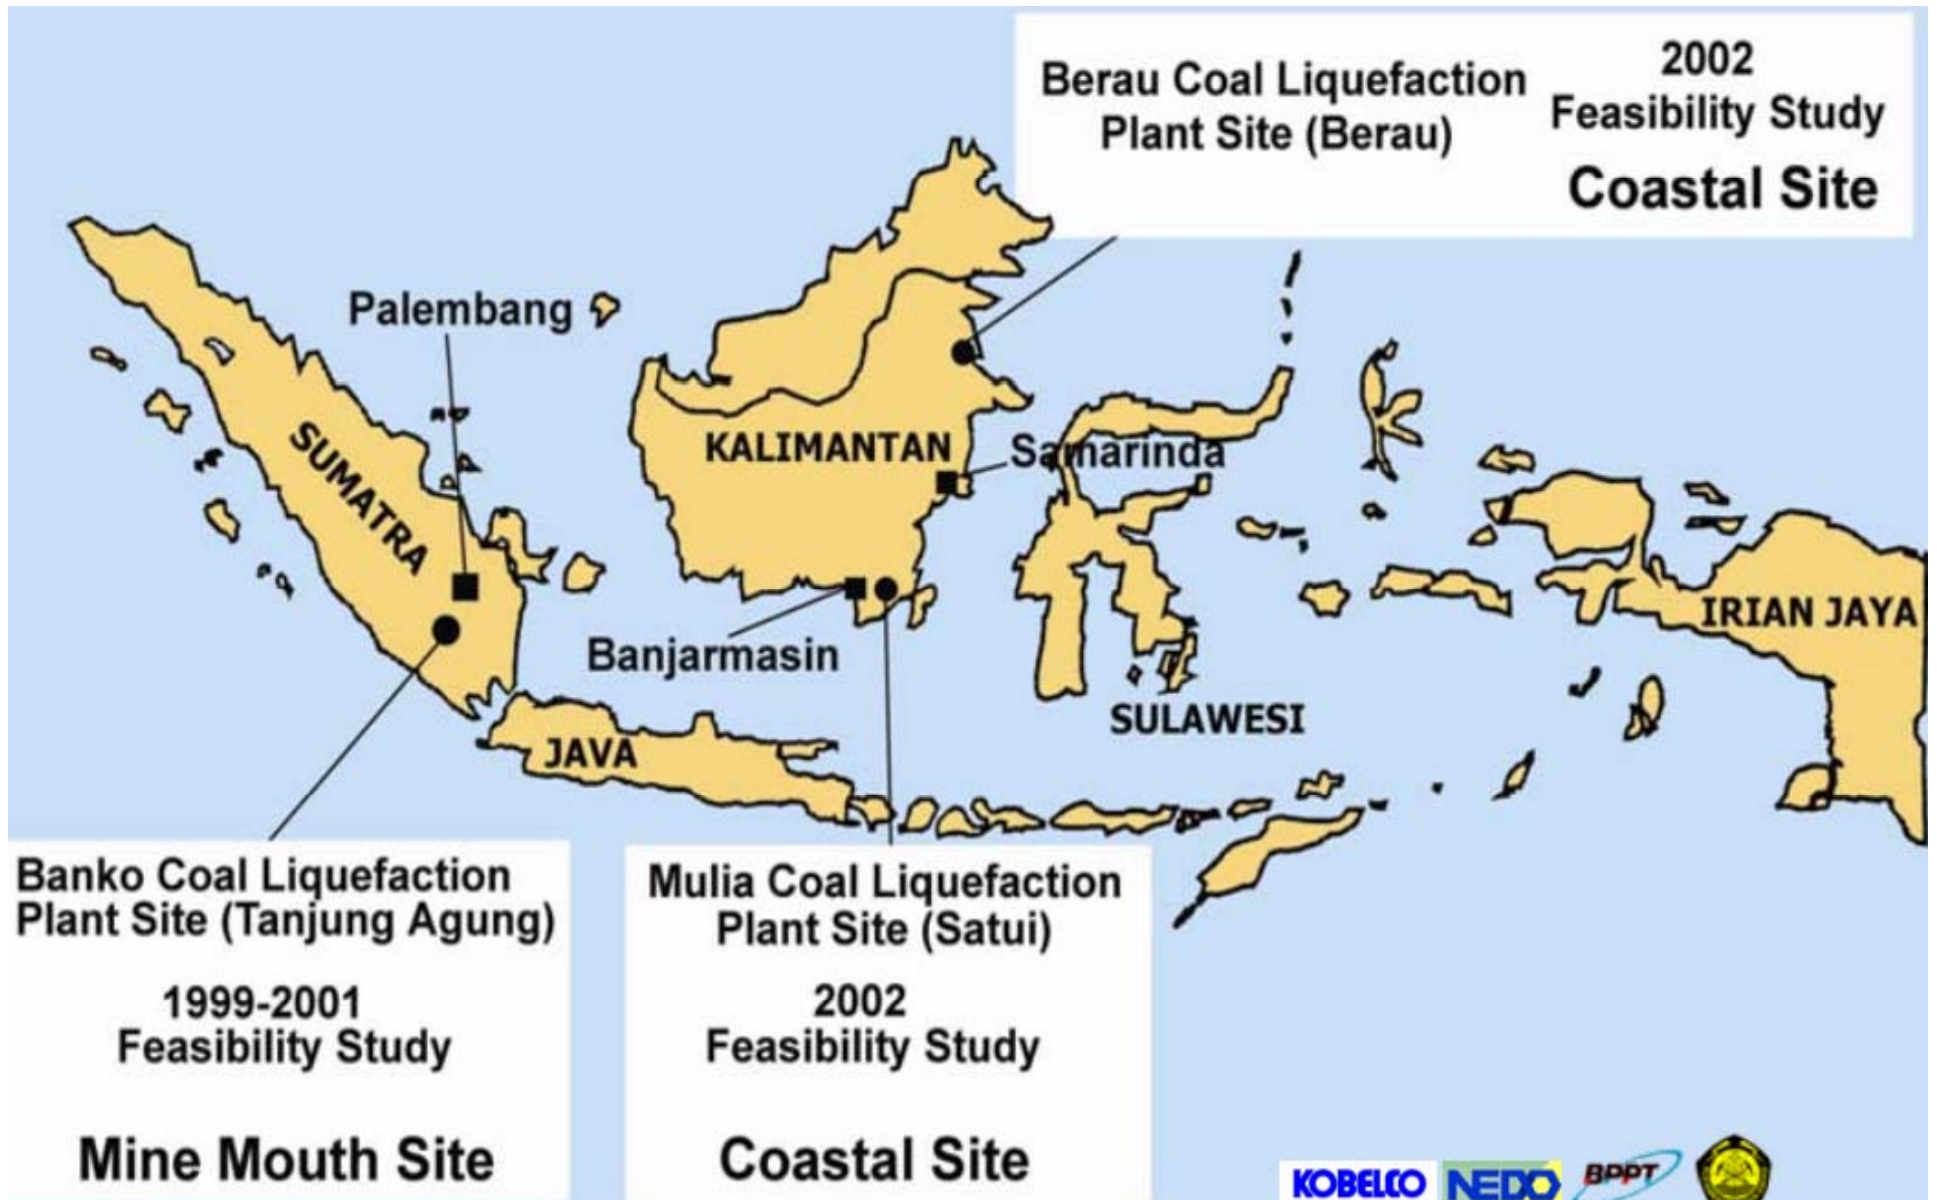 Berau Coal Liquefaction
Plant Site (Berau)
2002
Feasibility Study
Coastal Site
Palembang
SUMATRA
KALIMANTAN
Samarinda
Banjarmasin
SULAWESI
IRIAN JAYA
JAVA
Banko Coal Liquefaction
Plant Site (Tanjung Agung)
1999-2001
Feasibility Study
Mine Mouth Site
Mulia Coal Liquefaction
Plant Site (Satui)
2002
Feasibility Study
Coastal Site
KOBELCO
NEDO
BPPT